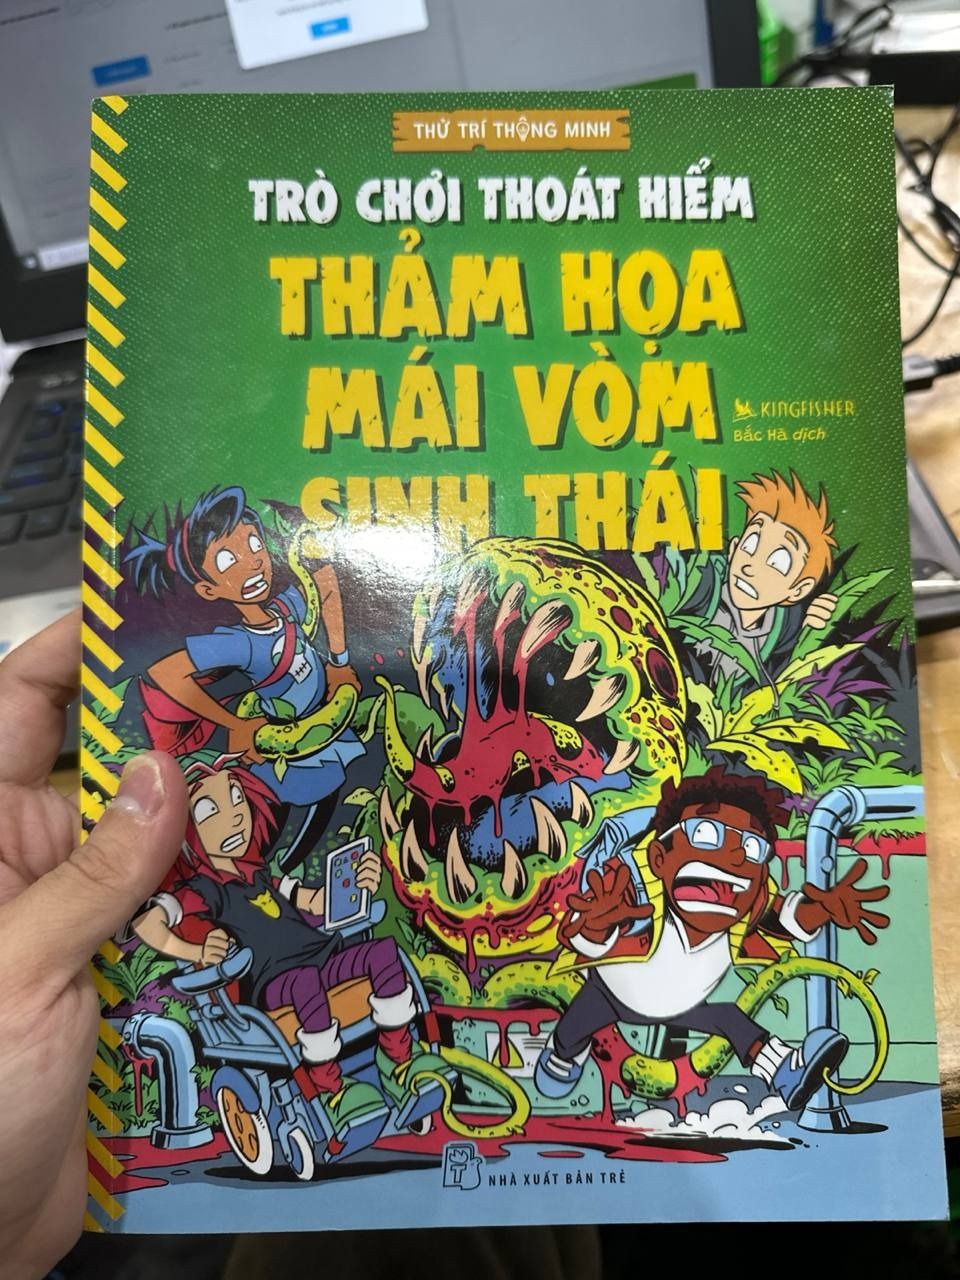 THỬ TRÍ THÔNG MINH
TRÒ CHƠI THOÁT HIỂM
THẢM HỌA
MÁI VÒM
SINH THÁI
KINGFISHER
Bắc Hà dịch
NHÀ XUẤT BẢN TRẺ